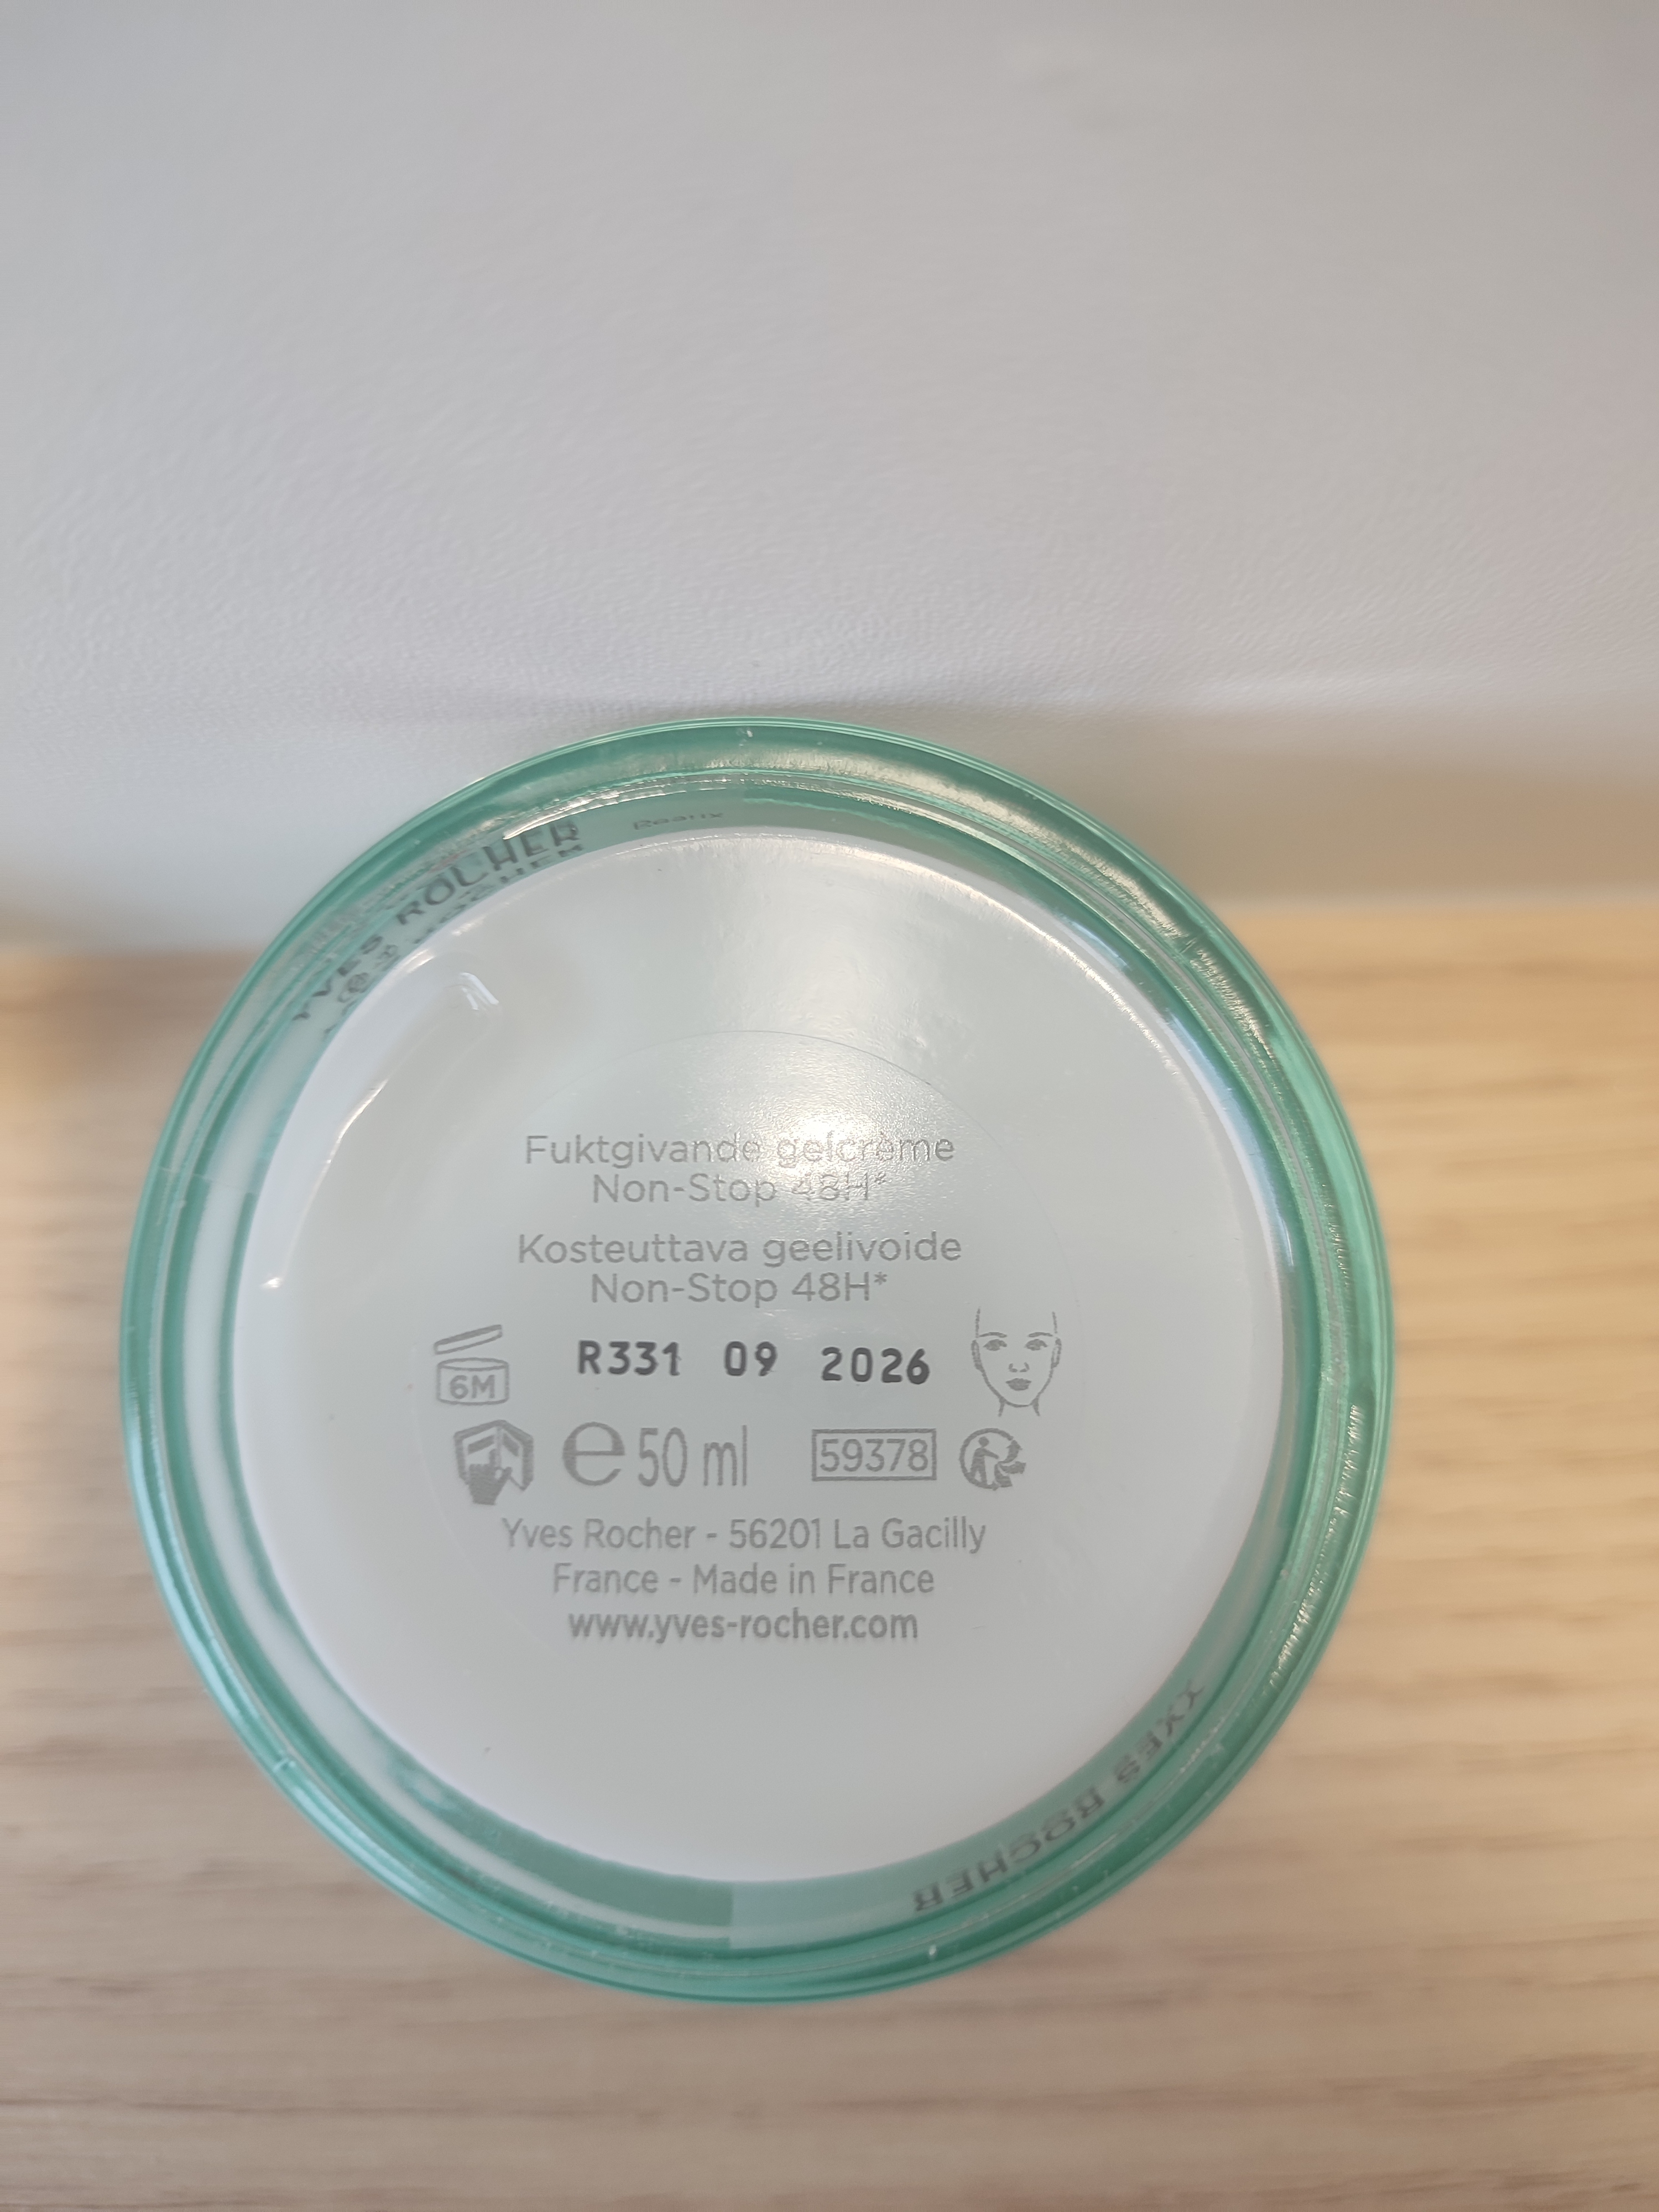 YVES ROCHER
Fuktgivande gelcrème
Non-Stop 48H*
Kosteuttava geelivoide
Non-Stop 48H*
6M R331 09 2026
e 50 ml 59378
Yves Rocher - 56201 La Gacilly
France - Made in France
www.yves-rocher.com
YVES ROCHER